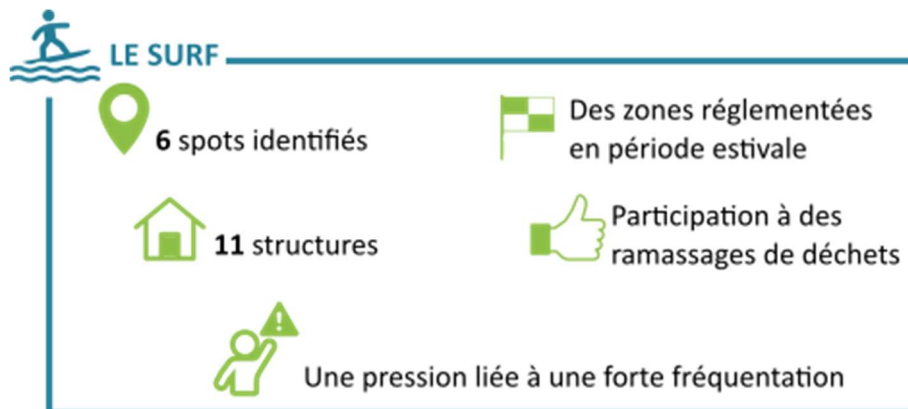 LE SURF
6 spots identifiés
11 structures
Des zones réglementées
en période estivale
Participation à des
ramassages de déchets
Une pression liée à une forte fréquentation